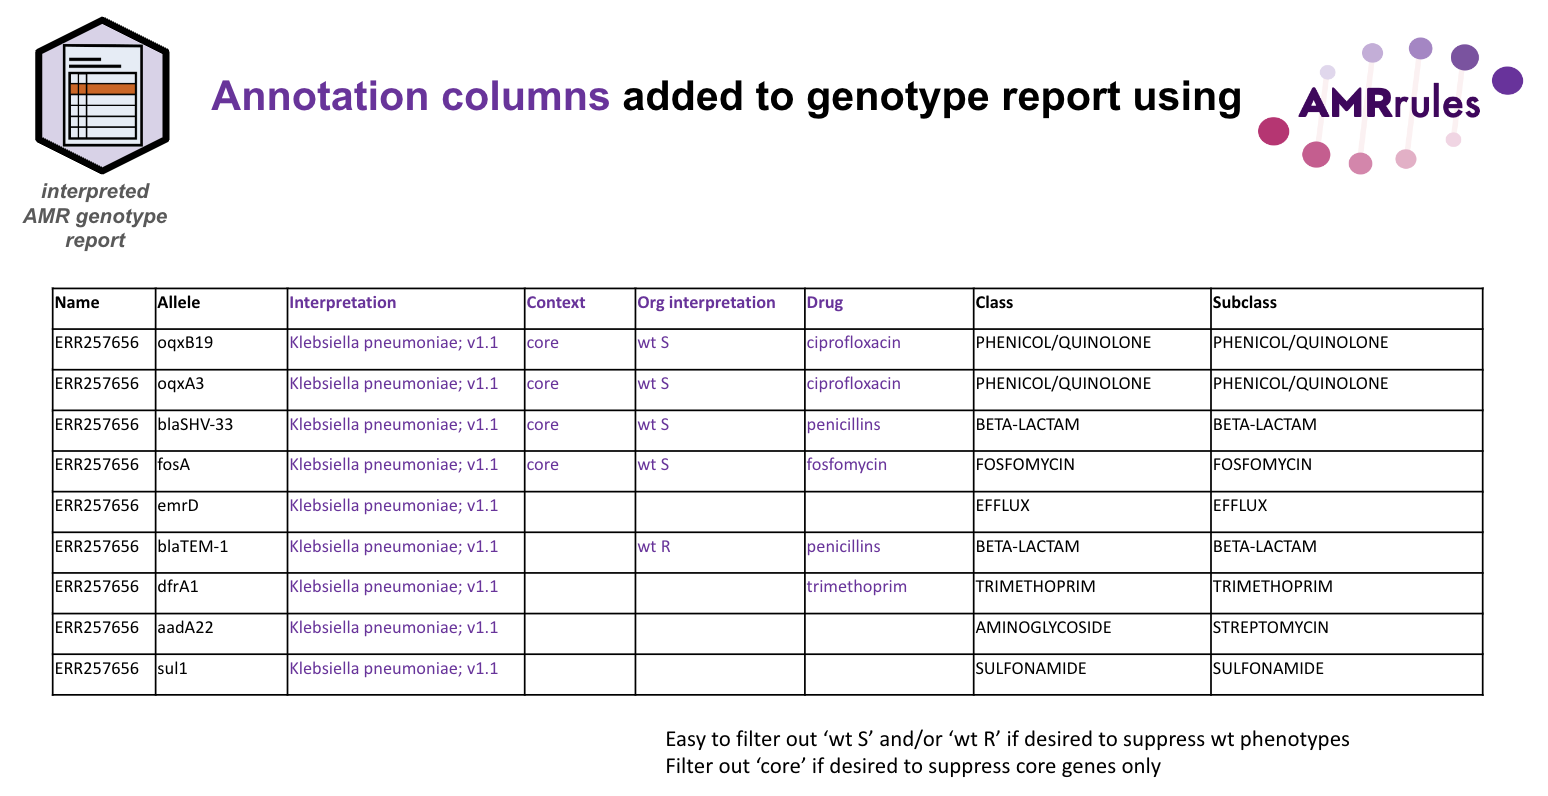 Annotation columns added to genotype report using
AMRrules
interpreted
AMR genotype
report
Name Allele Interpretation Context Org interpretation Drug Class Subclass
ERR257656 oqxB19 Klebsiella pneumoniae; v1.1 core wt S ciprofloxacin PHENICOL/QUINOLONE PHENICOL/QUINOLONE
ERR257656 oqxA3 Klebsiella pneumoniae; v1.1 core wt S ciprofloxacin PHENICOL/QUINOLONE PHENICOL/QUINOLONE
ERR257656 blaSHV-33 Klebsiella pneumoniae; v1.1 core wt S penicillins BETA-LACTAM BETA-LACTAM
ERR257656 fosA Klebsiella pneumoniae; v1.1 core wt S fosfomycin FOSFOMYCIN FOSFOMYCIN
ERR257656 emrD Klebsiella pneumoniae; v1.1 EFFLUX EFFLUX
ERR257656 blaTEM-1 Klebsiella pneumoniae; v1.1 wt R penicillins BETA-LACTAM BETA-LACTAM
ERR257656 dfrA1 Klebsiella pneumoniae; v1.1 trimethoprim TRIMETHOPRIM TRIMETHOPRIM
ERR257656 aadA22 Klebsiella pneumoniae; v1.1 AMINOGLYCOSIDE STREPTOMYCIN
ERR257656 sul1 Klebsiella pneumoniae; v1.1 SULFONAMIDE SULFONAMIDE
Easy to filter out ‘wt S’ and/or ‘wt R’ if desired to suppress wt phenotypes
Filter out ‘core’ if desired to suppress core genes only